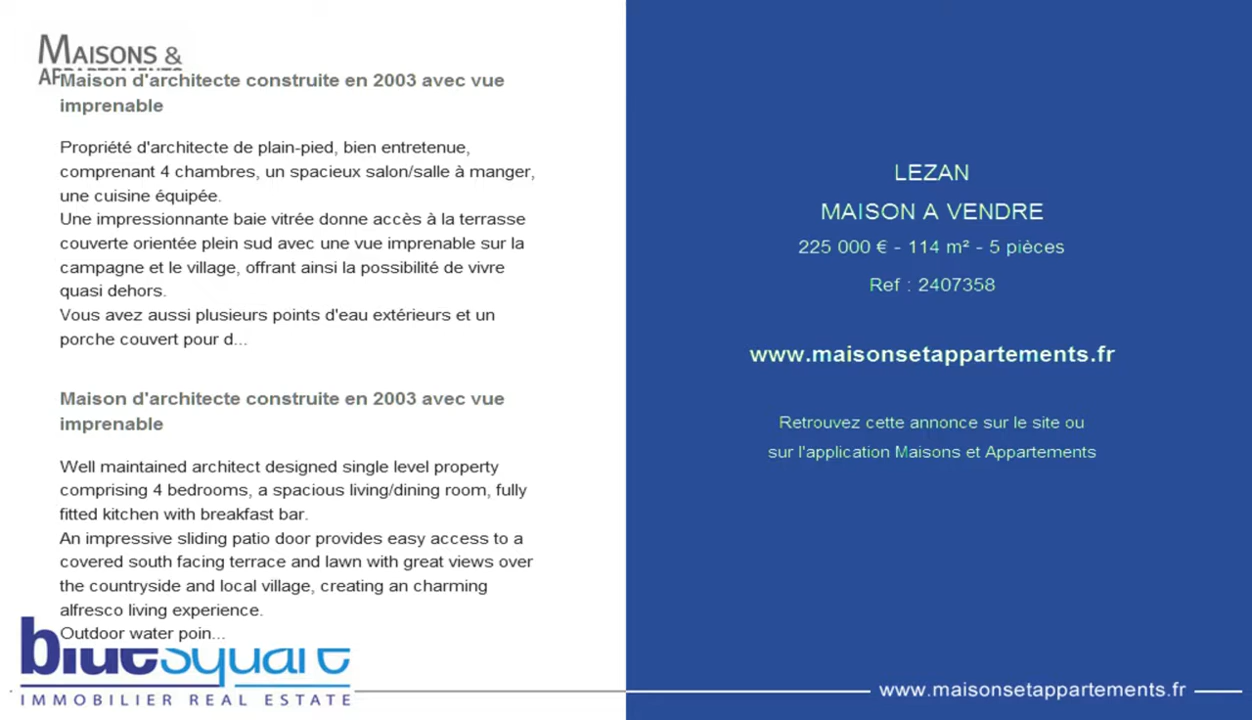 MAISONS &
APPARTEMENTS
Maison d'architecte construite en 2003 avec vue
imprenable
Propriété d'architecte de plain-pied, bien entretenue,
comprenant 4 chambres, un spacieux salon/salle à manger,
une cuisine équipée.
Une impressionnante baie vitrée donne accès à la terrasse
couverte orientée plein sud avec une vue imprenable sur la
campagne et le village, offrant ainsi la possibilité de vivre
quasi dehors.
Vous avez aussi plusieurs points d'eau extérieurs et un
porche couvert pour d...
Maison d'architecte construite en 2003 avec vue
imprenable
Well maintained architect designed single level property
comprising 4 bedrooms, a spacious living/dining room, fully
fitted kitchen with breakfast bar.
An impressive sliding patio door provides easy access to a
covered south facing terrace and lawn with great views over
the countryside and local village, creating an charming
alfresco living experience.
Outdoor water poin...
bluesquare
IMMOBILIER REAL ESTATE
LEZAN
MAISON A VENDRE
225 000 € - 114 m² - 5 pièces
Ref : 2407358
www.maisonsetappartements.fr
Retrouvez cette annonce sur le site ou
sur l'application Maisons et Appartements
www.maisonsetappartements.fr